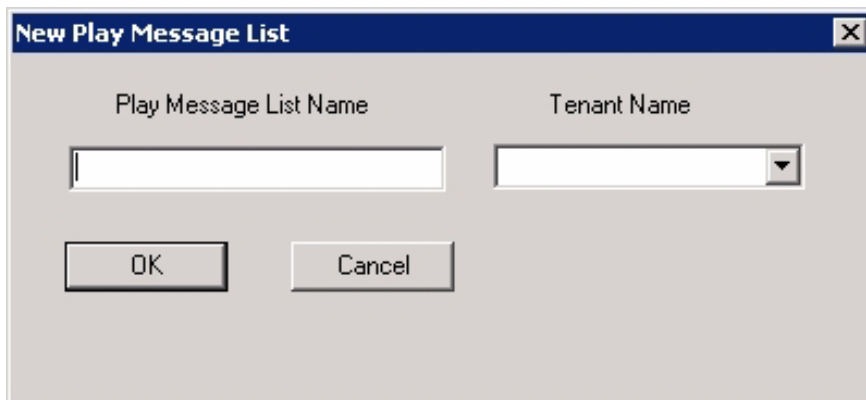 New Play Message List
Play Message List Name
Tenant Name
OK
Cancel